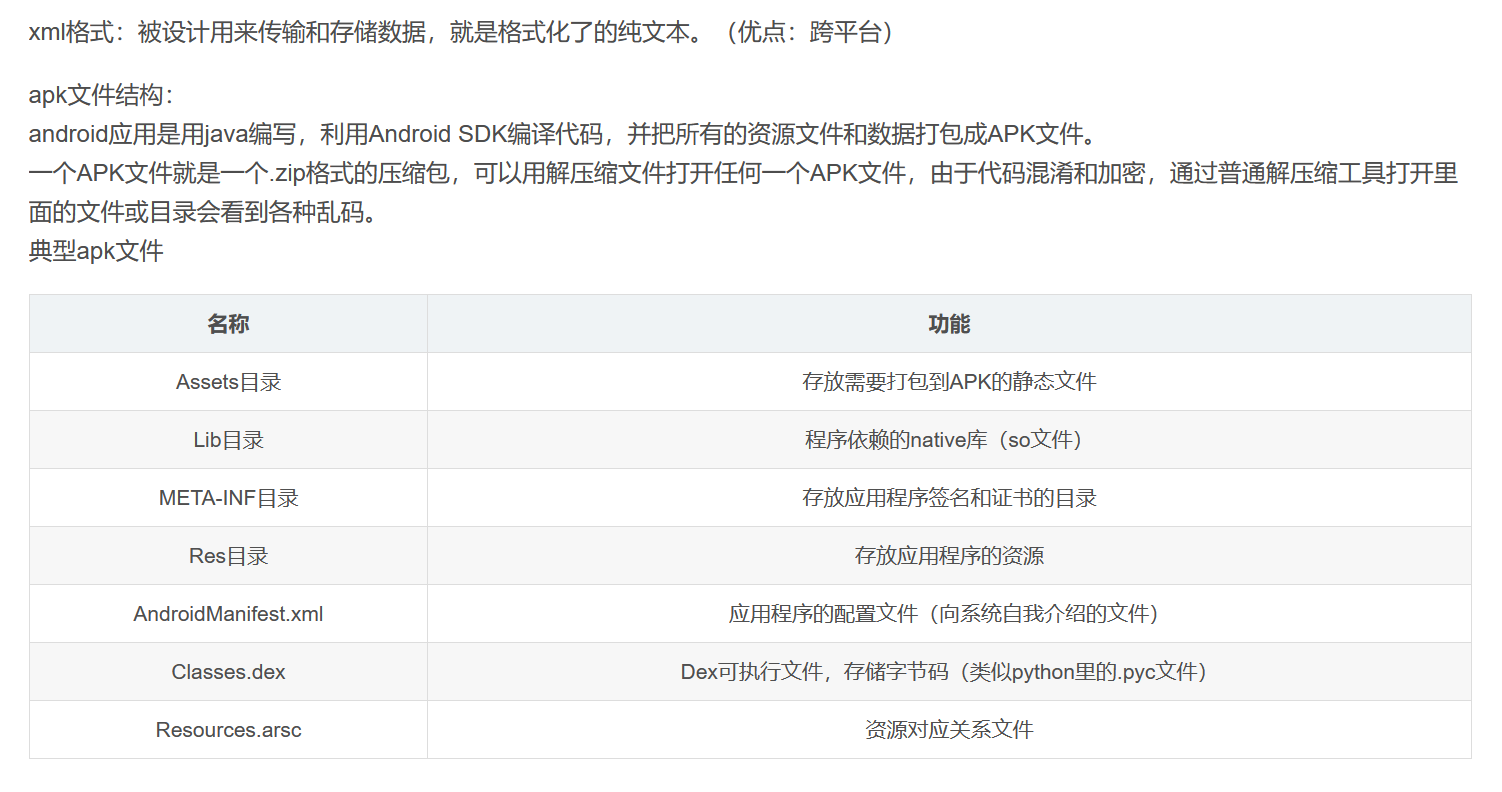 xml格式：被设计用来传输和存储数据，就是格式化了的纯文本。（优点：跨平台）
apk文件结构：
android应用是用java编写，利用Android SDK编译代码，并把所有的资源文件和数据打包成APK文件。
一个APK文件就是一个.zip格式的压缩包，可以用解压缩文件打开任何一个APK文件，由于代码混淆和加密，通过普通解压缩工具打开里
面的文件或目录会看到各种乱码。
典型apk文件
名称 功能
Assets目录 存放需要打包到APK的静态文件
Lib目录 程序依赖的native库（so文件）
META-INF目录 存放应用程序签名和证书的目录
Res目录 存放应用程序的资源
AndroidManifest.xml 应用程序的配置文件（向系统自我介绍的文件）
Classes.dex Dex可执行文件，存储字节码（类似python里的.pyc文件）
Resources.arsc 资源对应关系文件